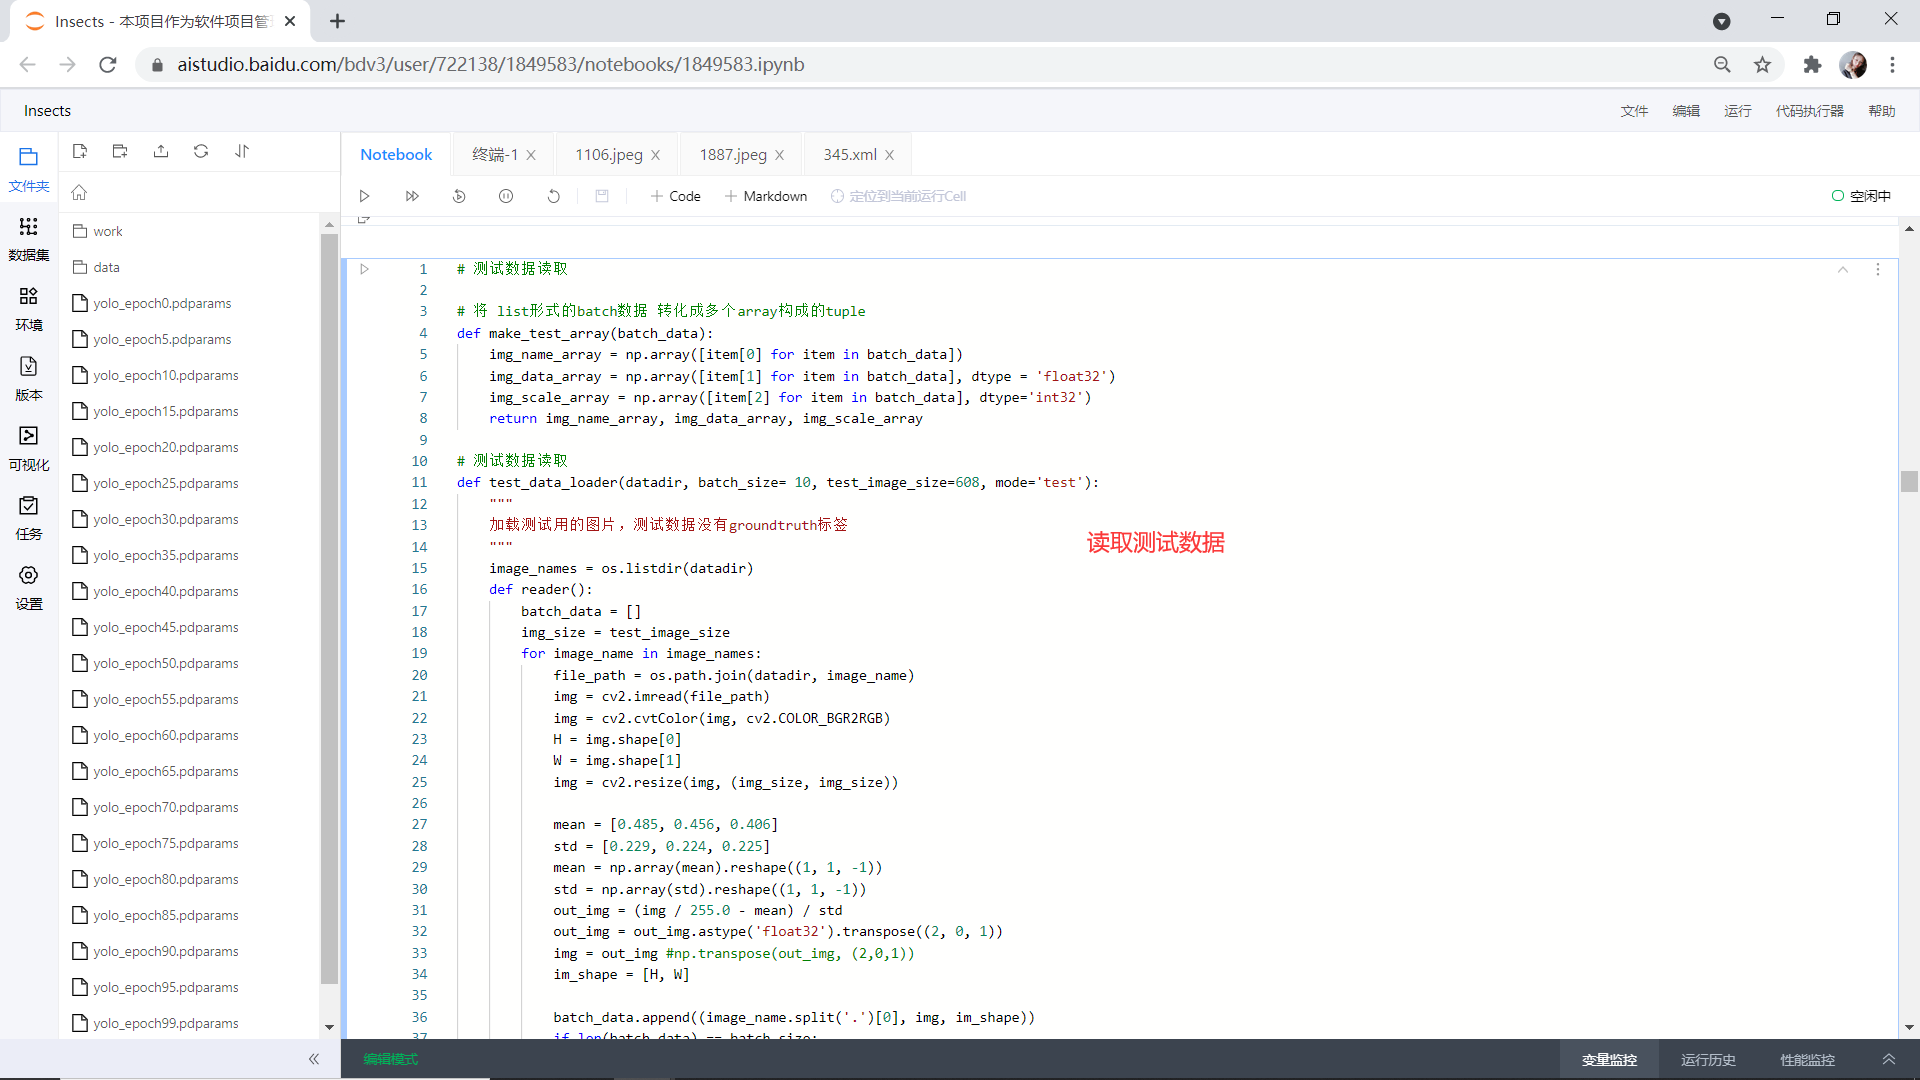 Insects - 本项目作为软件项目管
aistudio.baidu.com/bdv3/user/722138/1849583/notebooks/1849583.ipynb
Insects
文件 编辑 运行 代码执行器 帮助
文件夹
数据集
环境
版本
可视化
任务
设置
work
data
yolo_epoch0.pdparams
yolo_epoch5.pdparams
yolo_epoch10.pdparams
yolo_epoch15.pdparams
yolo_epoch20.pdparams
yolo_epoch25.pdparams
yolo_epoch30.pdparams
yolo_epoch35.pdparams
yolo_epoch40.pdparams
yolo_epoch45.pdparams
yolo_epoch50.pdparams
yolo_epoch55.pdparams
yolo_epoch60.pdparams
yolo_epoch65.pdparams
yolo_epoch70.pdparams
yolo_epoch75.pdparams
yolo_epoch80.pdparams
yolo_epoch85.pdparams
yolo_epoch90.pdparams
yolo_epoch95.pdparams
yolo_epoch99.pdparams
Notebook 终端-1 1106.jpeg 1887.jpeg 345.xml
Code Markdown 定位到当前运行Cell 空闲中
1 # 测试数据读取
2
3 # 将 list形式的batch数据 转化成多个array构成的tuple
4 def make_test_array(batch_data):
5     img_name_array = np.array([item[0] for item in batch_data])
6     img_data_array = np.array([item[1] for item in batch_data], dtype = 'float32')
7     img_scale_array = np.array([item[2] for item in batch_data], dtype='int32')
8     return img_name_array, img_data_array, img_scale_array
9
10 # 测试数据读取
11 def test_data_loader(datadir, batch_size= 10, test_image_size=608, mode='test'):
12     """
13     加载测试用的图片，测试数据没有groundtruth标签
14     """
15     image_names = os.listdir(datadir)
16     def reader():
17         batch_data = []
18         img_size = test_image_size
19         for image_name in image_names:
20             file_path = os.path.join(datadir, image_name)
21             img = cv2.imread(file_path)
22             img = cv2.cvtColor(img, cv2.COLOR_BGR2RGB)
23             H = img.shape[0]
24             W = img.shape[1]
25             img = cv2.resize(img, (img_size, img_size))
26
27             mean = [0.485, 0.456, 0.406]
28             std = [0.229, 0.224, 0.225]
29             mean = np.array(mean).reshape((1, 1, -1))
30             std = np.array(std).reshape((1, 1, -1))
31             out_img = (img / 255.0 - mean) / std
32             out_img = out_img.astype('float32').transpose((2, 0, 1))
33             img = out_img #np.transpose(out_img, (2,0,1))
34             im_shape = [H, W]
35
36             batch_data.append((image_name.split('.')[0], img, im_shape))
37             if len(batch_data) == batch_size:
读取测试数据
编辑模式
变量监控 运行历史 性能监控